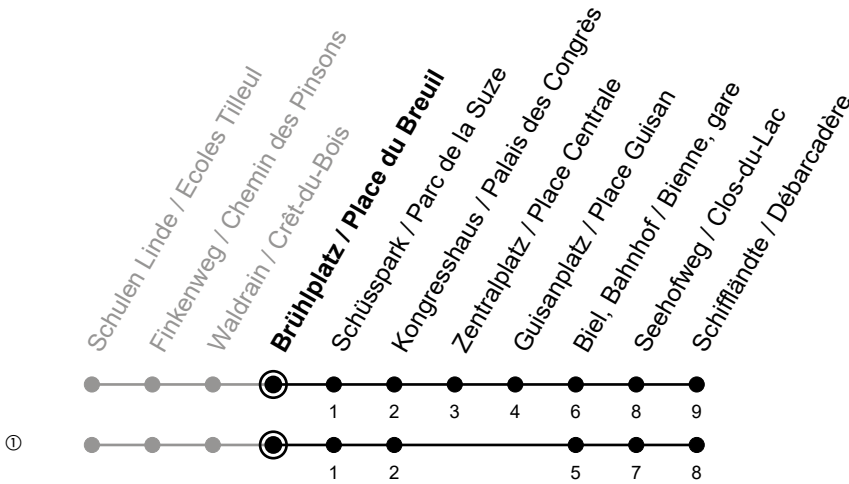 Schulen Linde / Ecoles Tilleul
Finkenweg / Chemin des Pinsons
Waldrain / Crêt-du-Bois
Brühlplatz / Place du Breuil
Schüsspark / Parc de la Suze
Kongresshaus / Palais des Congrès
Zentralplatz / Place Centrale
Guisanplatz / Place Guisan
Biel, Bahnhof / Bienne, gare
Seehofweg / Clos-du-Lac
Schiffländte / Débarcadère
1 2 3 4 6 8 9
①
1 2 5 7 8